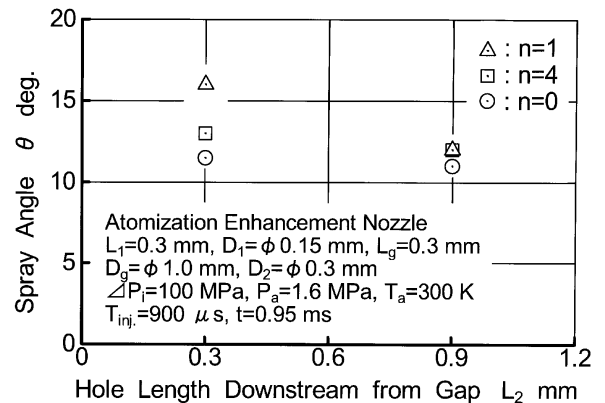 20
15
10
5
0
Spray Angle θ deg.
△ : n=1
□ : n=4
○ : n=0
Atomization Enhancement Nozzle
L₁=0.3 mm, D₁=φ 0.15 mm, Lg=0.3 mm
Dg=φ 1.0 mm, D₂=φ 0.3 mm
⊿Pi=100 MPa, Pa=1.6 MPa, Ta=300 K
Tinj.=900 μ s, t=0.95 ms
0 0.3 0.6 0.9 1.2
Hole Length Downstream from Gap L₂ mm